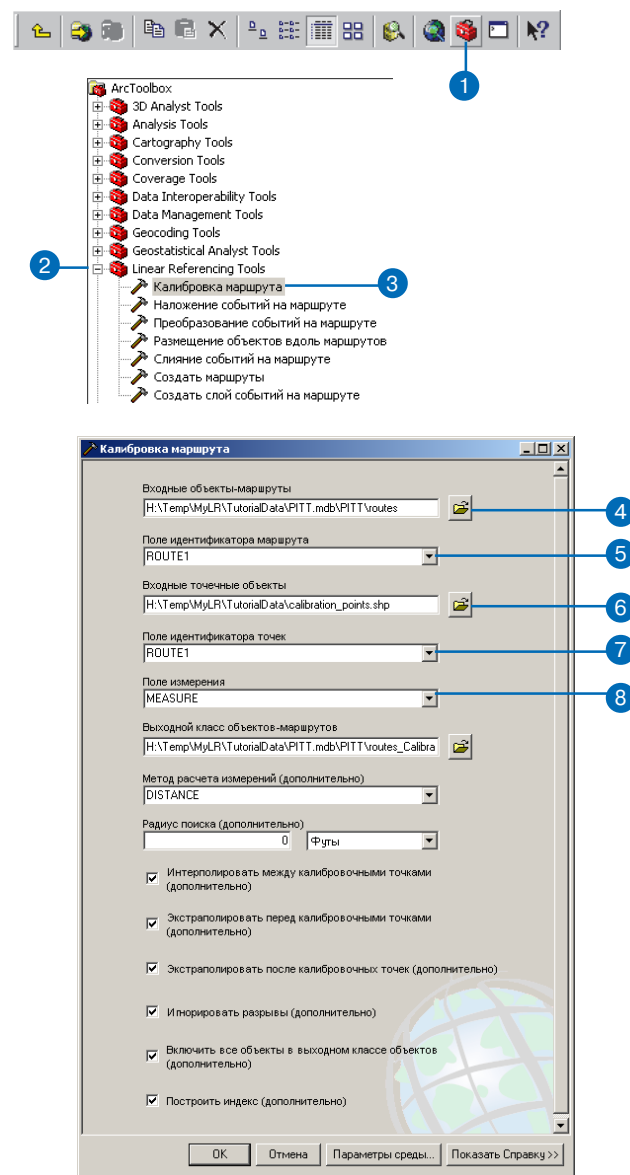 1
ArcToolbox
3D Analyst Tools
Analysis Tools
Cartography Tools
Conversion Tools
Coverage Tools
Data Interoperability Tools
Data Management Tools
Geocoding Tools
Geostatistical Analyst Tools
2 Linear Referencing Tools
Калибровка маршрута 3
Наложение событий на маршруте
Преобразование событий на маршруте
Размещение объектов вдоль маршрутов
Слияние событий на маршруте
Создать маршруты
Создать слой событий на маршруте
Калибровка маршрута
Входные объекты-маршруты
H:\Temp\MyLR\TutorialData\PITT.mdb\PITT\routes 4
Поле идентификатора маршрута
ROUTE1 5
Входные точечные объекты
H:\Temp\MyLR\TutorialData\calibration_points.shp 6
Поле идентификатора точек
ROUTE1 7
Поле измерения
MEASURE 8
Выходной класс объектов-маршрутов
H:\Temp\MyLR\TutorialData\PITT.mdb\PITT\routes_Calibra
Метод расчета измерений (дополнительно)
DISTANCE
Радиус поиска (дополнительно)
0 Футы
Интерполировать между калибровочными точками
(дополнительно)
Экстраполировать перед калибровочными точками
(дополнительно)
Экстраполировать после калибровочных точек (дополнительно)
Игнорировать разрывы (дополнительно)
Включить все объекты в выходном классе объектов
(дополнительно)
Построить индекс (дополнительно)
OK Отмена Параметры среды... Показать Справку >>